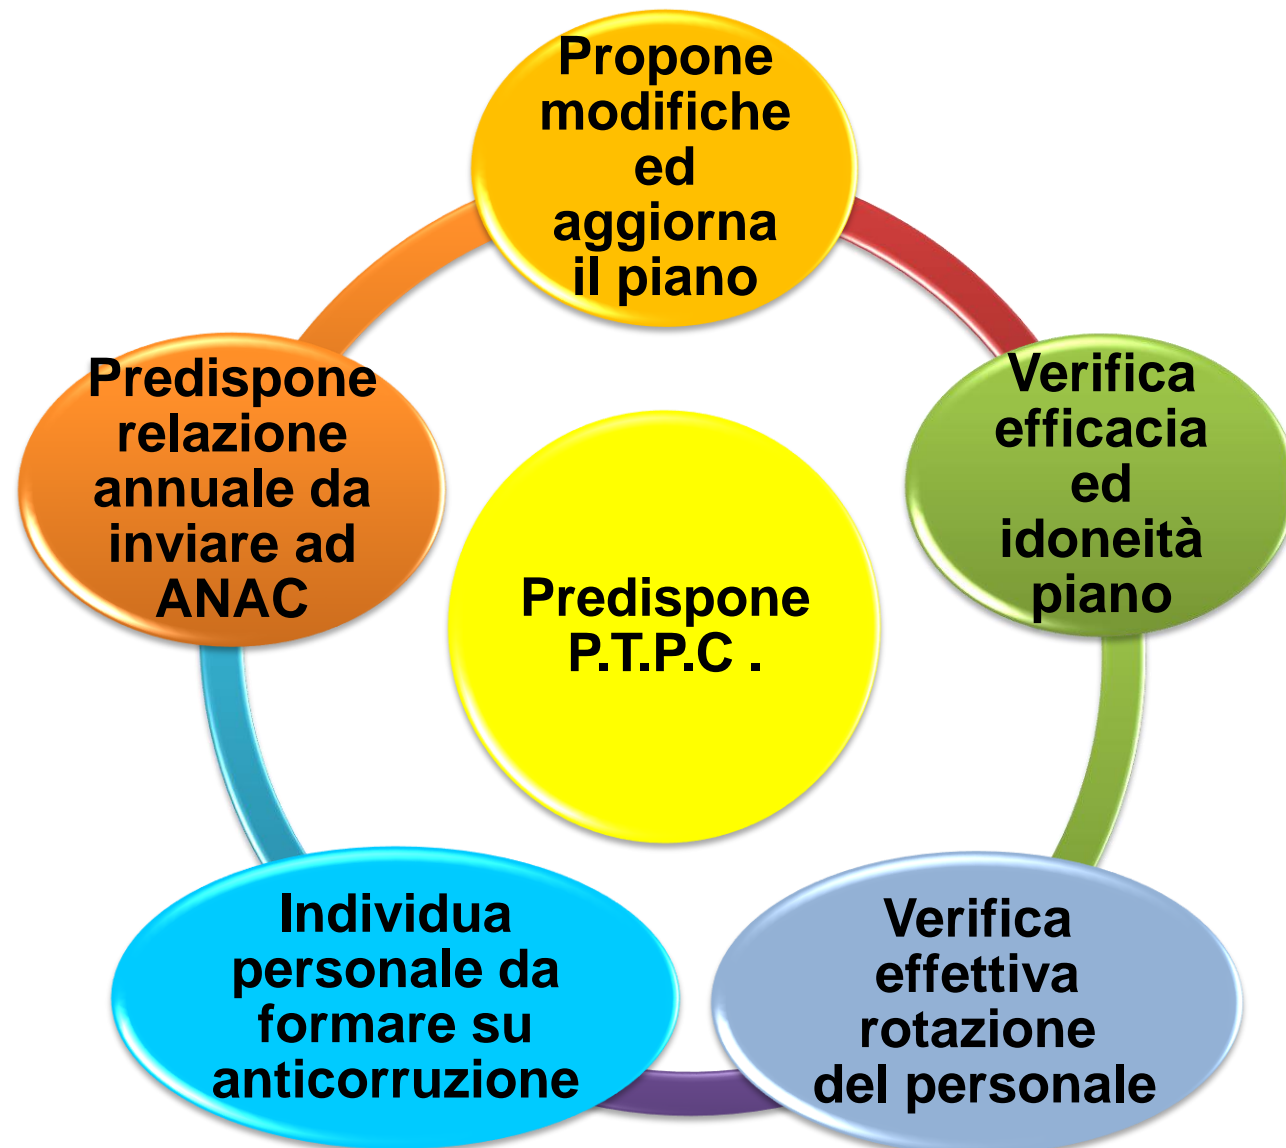 Propone
modifiche
ed
aggiorna
il piano
Verifica
efficacia
ed
idoneità
piano
Verifica
effettiva
rotazione
del personale
Individua
personale da
formare su
anticorruzione
Predispone
relazione
annuale da
inviare ad
ANAC
Predispone
P.T.P.C .